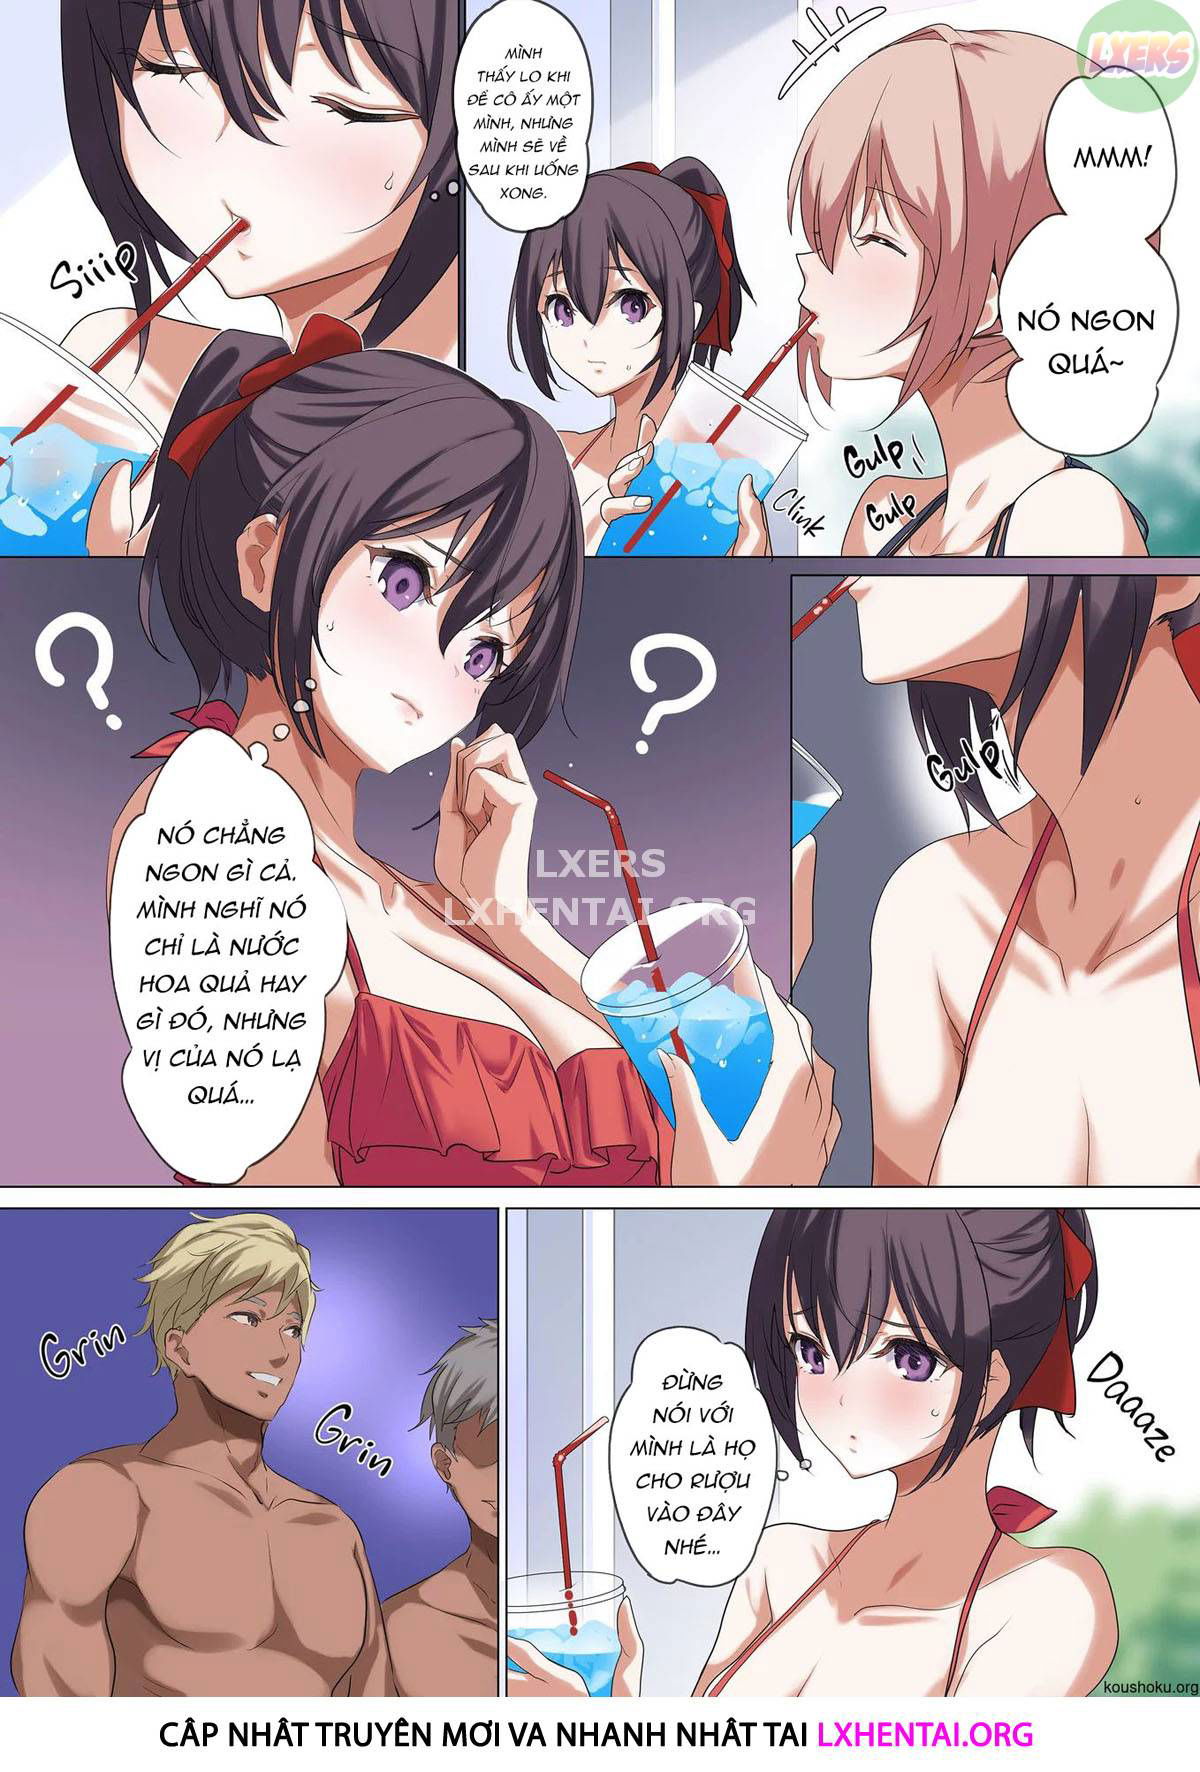 LXERS
MMM!
NÓ NGON
QUÁ~
MÌNH
THẤY LO KHI
ĐỂ CÔ ẤY MỘT
MÌNH, NHƯNG
MÌNH SẼ VỀ
SAU KHI UỐNG
XONG.
Siiip
Gulp
Gulp
Clink
Gulp
?
?
NÓ CHẲNG
NGON GÌ CẢ.
MÌNH NGHĨ NÓ
CHỈ LÀ NƯỚC
HOA QUẢ HAY
GÌ ĐÓ, NHƯNG
VỊ CỦA NÓ LẠ
QUÁ...
LXERS
LXHENTAI.ORG
Grin
Grin
ĐỪNG
NÓI VỚI
MÌNH LÀ HỌ
CHO RƯỢU
VÀO ĐÂY
NHÉ...
Daaaze
koushoku.org
CẬP NHẬT TRUYỆN MỚI VÀ NHANH NHẤT TẠI LXHENTAI.ORG